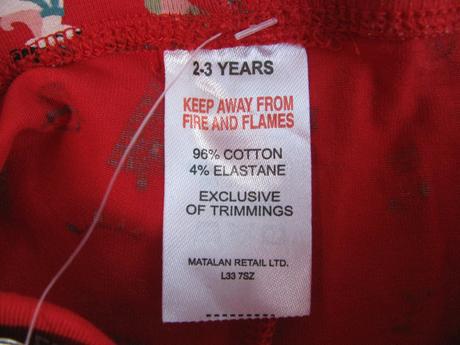 2-3 YEARS
KEEP AWAY FROM
FIRE AND FLAMES
96% COTTON
4% ELASTANE
EXCLUSIVE
OF TRIMMINGS
MATALAN RETAIL LTD.
L33 7SZ